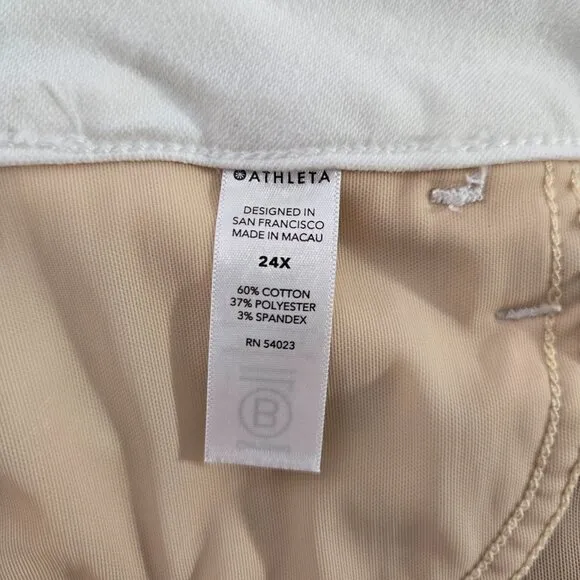 ATHLETA
DESIGNED IN
SAN FRANCISCO
MADE IN MACAU
24X
60% COTTON
37% POLYESTER
3% SPANDEX
RN 54023
B